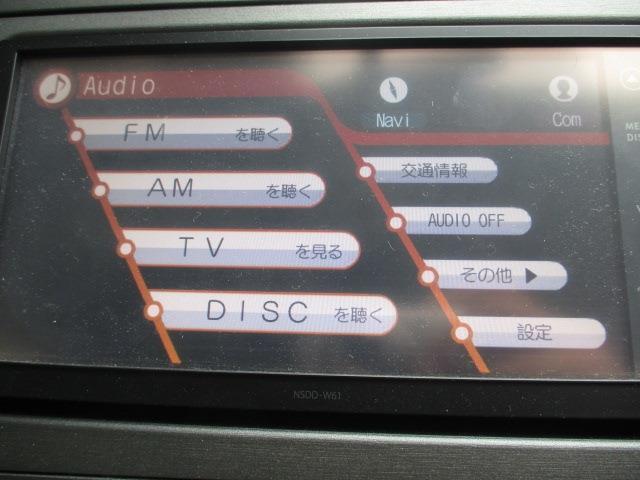 Audio
Navi
Com
FM を聴く
AM を聴く
TV を見る
DISC を聴く
交通情報
AUDIO OFF
その他 ▶
設定
NSDD-W61